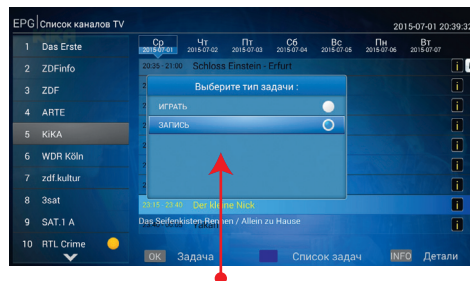 EPG Список каналов TV 2015-07-01 20:39:32
1 Das Erste
2 ZDFinfo
3 ZDF
4 ARTE
5 KiKA
6 WDR Köln
7 zdf.kultur
8 3sat
9 SAT.1 A
10 RTL Crime
Ср Чт Пт Сб Вс Пн Вт
2015-07-01 2015-07-02 2015-07-03 2015-07-04 2015-07-05 2015-07-06 2015-07-07
20:35 - 21:00 Schloss Einstein - Erfurt
Выберите тип задачи :
ИГРАТЬ
ЗАПИСЬ
23:15 - 23:40 Der kleine Nick
Das Seifenkisten-Rennen / Allein zu Hause
OK Задача Список задач INFO Детали